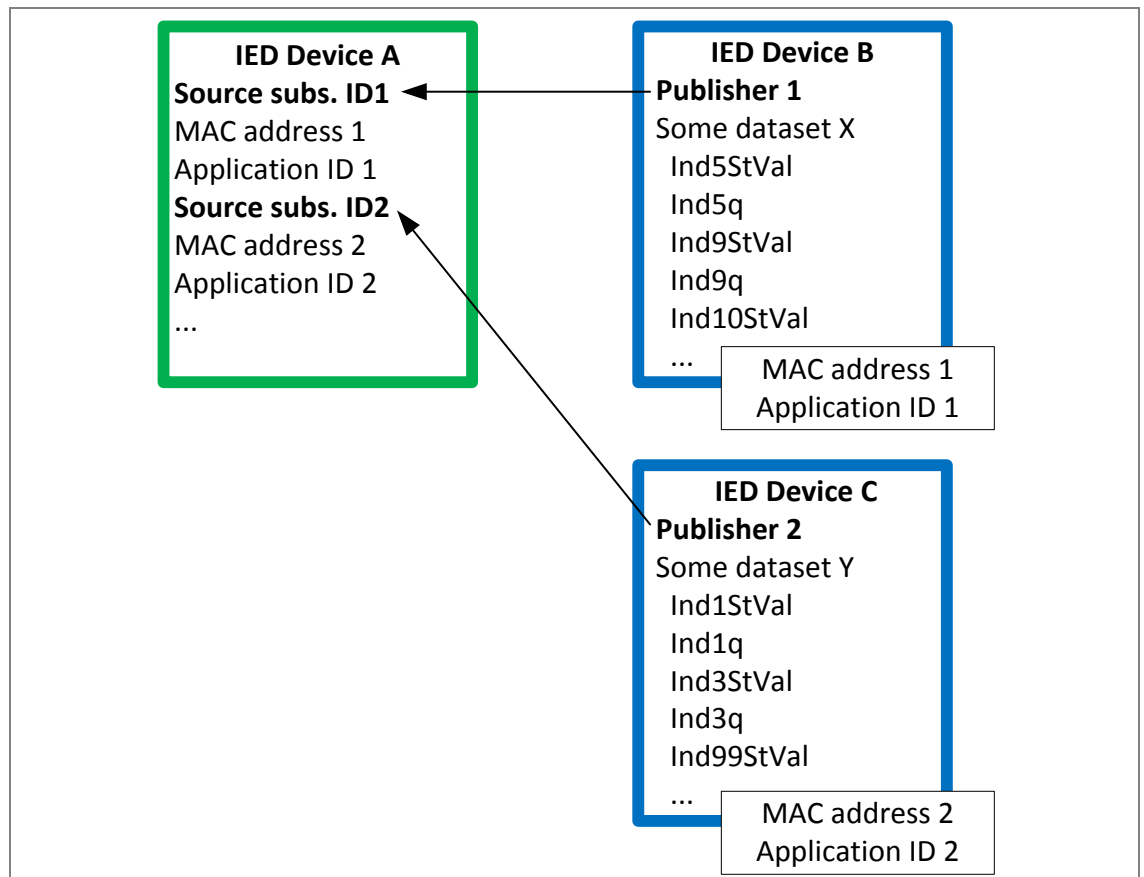 IED Device A
Source subs. ID1
MAC address 1
Application ID 1
Source subs. ID2
MAC address 2
Application ID 2
...
IED Device B
Publisher 1
Some dataset X
Ind5StVal
Ind5q
Ind9StVal
Ind9q
Ind10StVal
...
MAC address 1
Application ID 1
IED Device C
Publisher 2
Some dataset Y
Ind1StVal
Ind1q
Ind3StVal
Ind3q
Ind99StVal
...
MAC address 2
Application ID 2